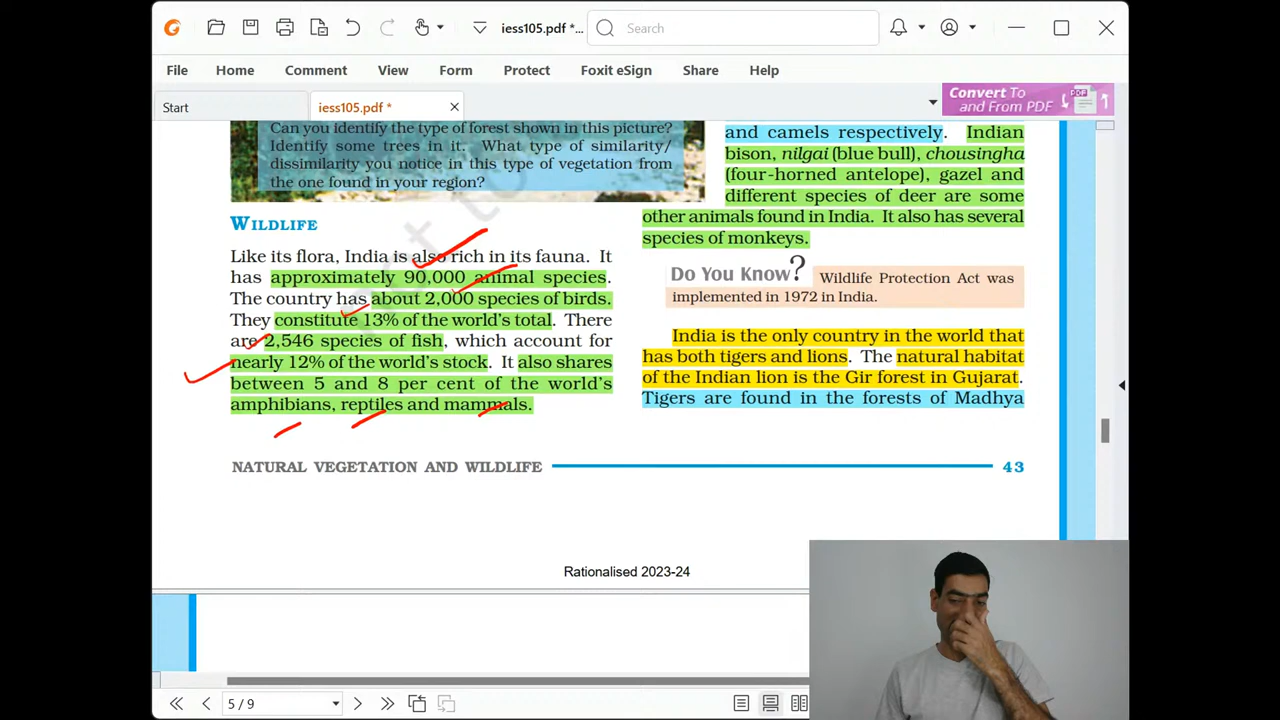 iess105.pdf *...
Search
File
Home
Comment
View
Form
Protect
Foxit eSign
Share
Help
Start
iess105.pdf *
Convert To
and From PDF
PDF
Can you identify the type of forest shown in this picture?
Identify some trees in it. What type of similarity/
dissimilarity you notice in this type of vegetation from
the one found in your region?
WILDLIFE
Like its flora, India is also rich in its fauna. It
has approximately 90,000 animal species.
The country has about 2,000 species of birds.
They constitute 13% of the world's total. There
are 2,546 species of fish, which account for
nearly 12% of the world's stock. It also shares
between 5 and 8 per cent of the world's
amphibians, reptiles and mammals.
and camels respectively. Indian
bison, nilgai (blue bull), chousingha
(four-horned antelope), gazel and
different species of deer are some
other animals found in India. It also has several
species of monkeys.
Do You Know?
Wildlife Protection Act was
implemented in 1972 in India.
India is the only country in the world that
has both tigers and lions. The natural habitat
of the Indian lion is the Gir forest in Gujarat.
Tigers are found in the forests of Madhya
NATURAL VEGETATION AND WILDLIFE
43
Rationalised 2023-24
5 / 9